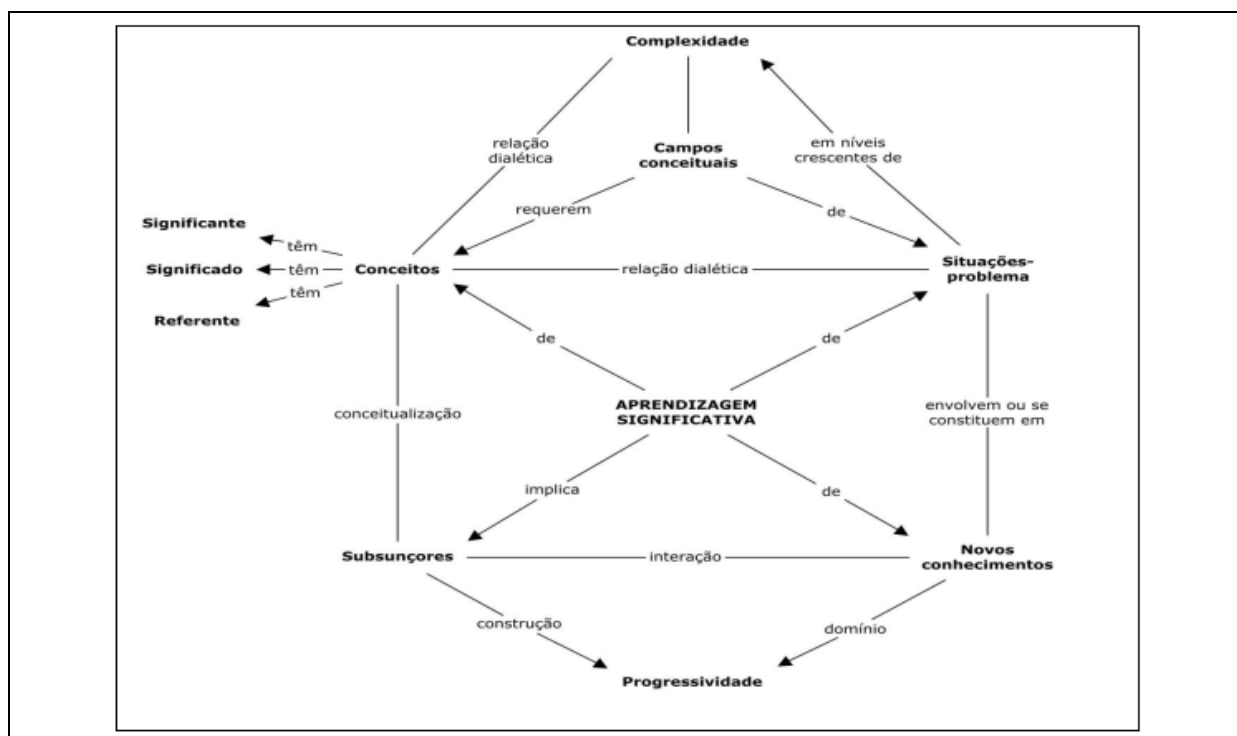 Complexidade
relação
dialética
Campos
conceituais
em níveis
crescentes de
requerem
de
Significante
têm
Significado
têm
Conceitos
relação dialética
Situações-
problema
têm
Referente
de
de
conceitualização
APRENDIZAGEM
SIGNIFICATIVA
envolvem ou se
constituem em
implica
de
Subsunçores
interação
Novos
conhecimentos
construção
domínio
Progressividade